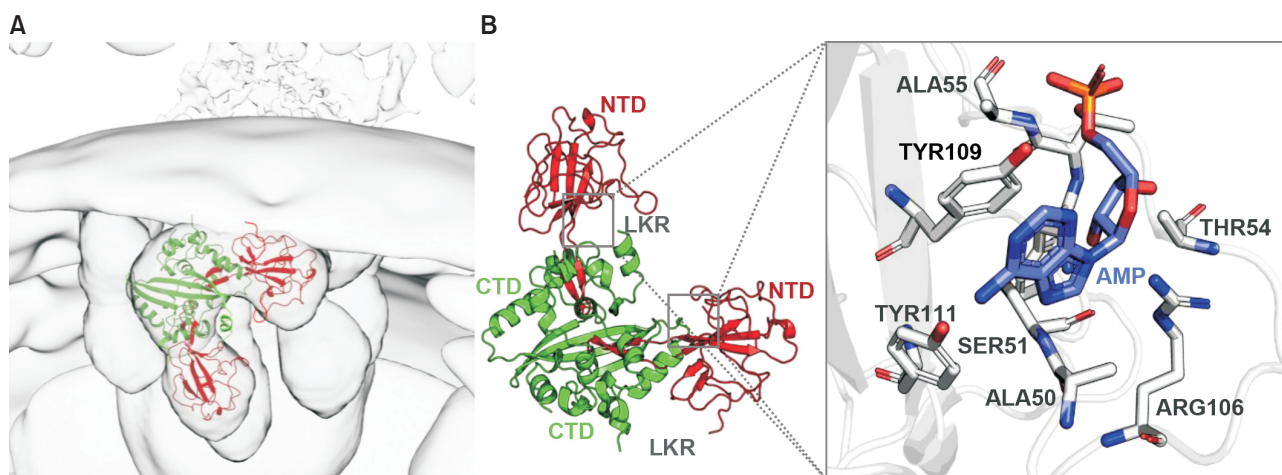 A
B
NTD
LKR
CTD
NTD
CTD
LKR
ALA55
TYR109
THR54
AMP
TYR111
SER51
ALA50
ARG106